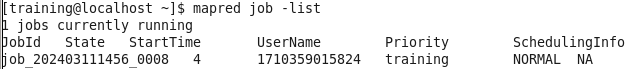 [training@localhost ~]$ mapred job -list
1 jobs currently running
JobId State StartTime UserName Priority SchedulingInfo
job_202403111456_0008 4 1710359015824 training NORMAL NA